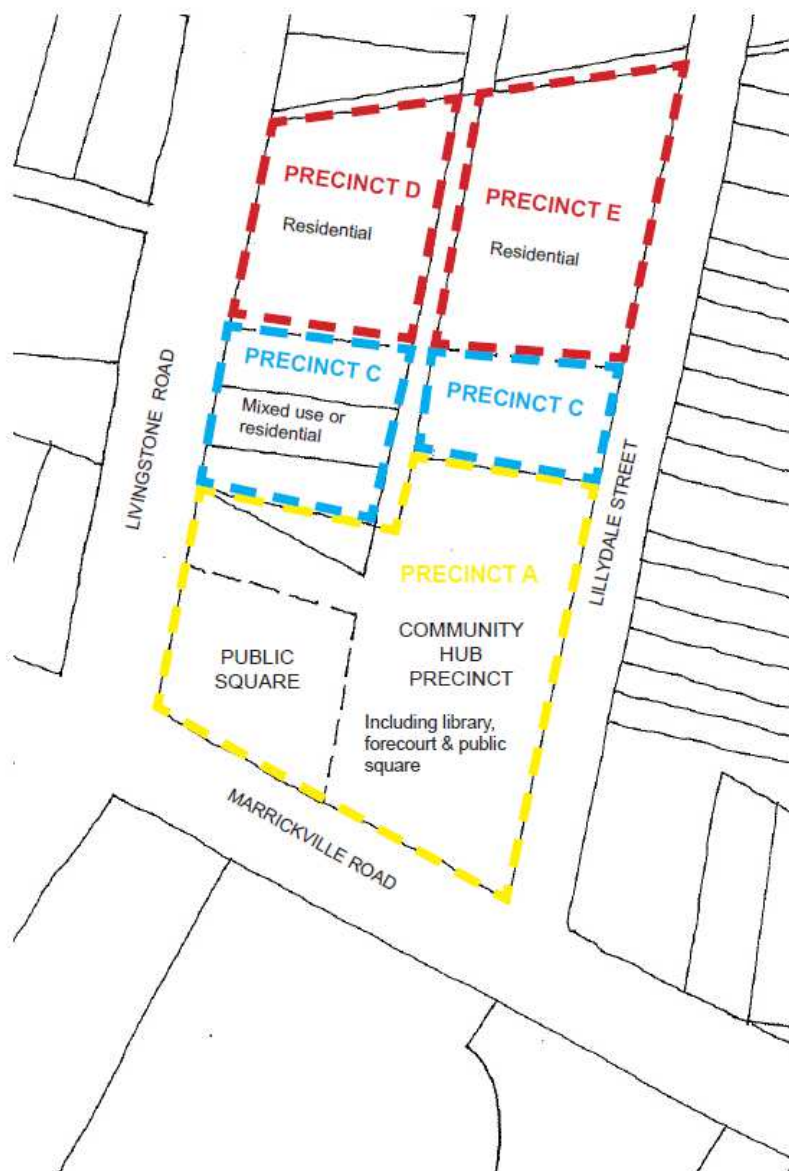 PRECINCT D
Residential
PRECINCT E
Residential
PRECINCT C
Mixed use or
residential
PRECINCT C
LIVINGSTONE ROAD
LILLYDALE STREET
PRECINCT A
COMMUNITY
HUB
PRECINCT
Including library,
forecourt & public
square
PUBLIC
SQUARE
MARRICKVILLE ROAD